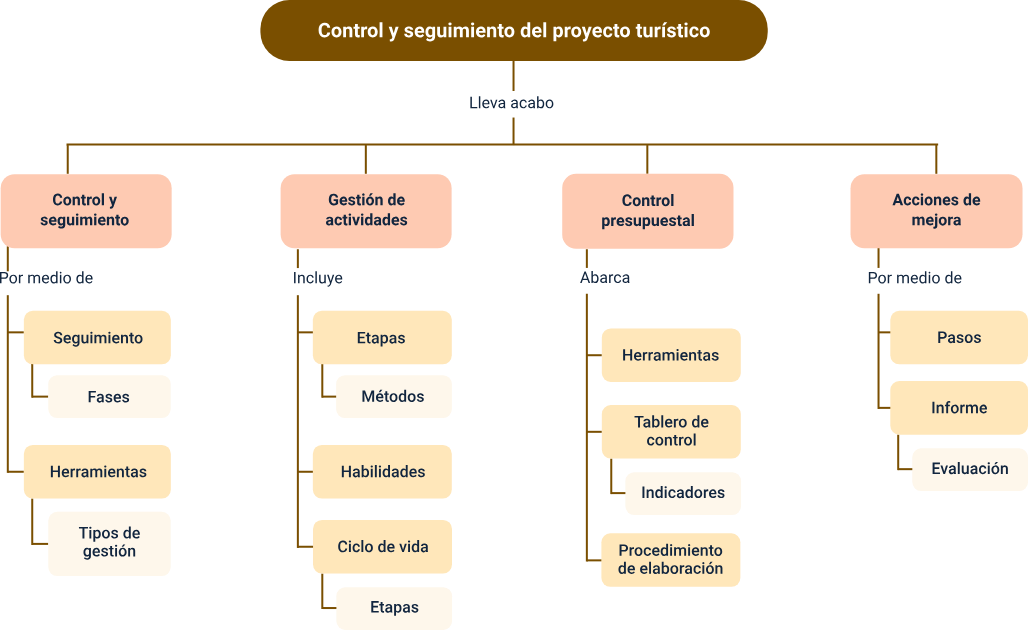 Control y seguimiento del proyecto turístico
Lleva acabo
Control y
seguimiento
Por medio de
Seguimiento
Fases
Herramientas
Tipos de
gestión
Gestión de
actividades
Incluye
Etapas
Métodos
Habilidades
Ciclo de vida
Etapas
Control
presupuestal
Abarca
Herramientas
Tablero de
control
Indicadores
Procedimiento
de elaboración
Acciones de
mejora
Por medio de
Pasos
Informe
Evaluación